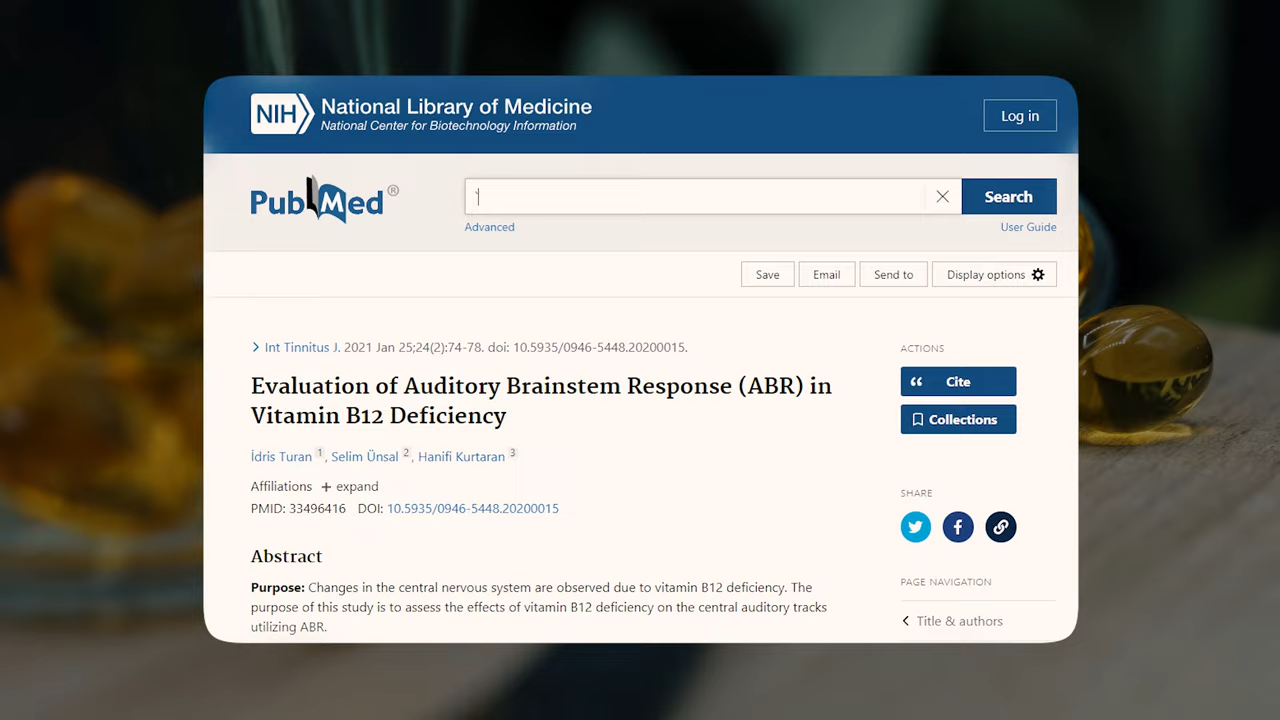 NIH National Library of Medicine
National Center for Biotechnology Information
Log in
PubMed®
Search
Advanced
User Guide
Save
Email
Send to
Display options
Int Tinnitus J. 2021 Jan 25;24(2):74-78. doi: 10.5935/0946-5448.20200015.
Evaluation of Auditory Brainstem Response (ABR) in
Vitamin B12 Deficiency
İdris Turan 1, Selim Ünsal 2, Hanifi Kurtaran 3
Affiliations + expand
PMID: 33496416 DOI: 10.5935/0946-5448.20200015
Abstract
Purpose: Changes in the central nervous system are observed due to vitamin B12 deficiency. The
purpose of this study is to assess the effects of vitamin B12 deficiency on the central auditory tracks
utilizing ABR.
ACTIONS
Cite
Collections
SHARE
PAGE NAVIGATION
Title & authors